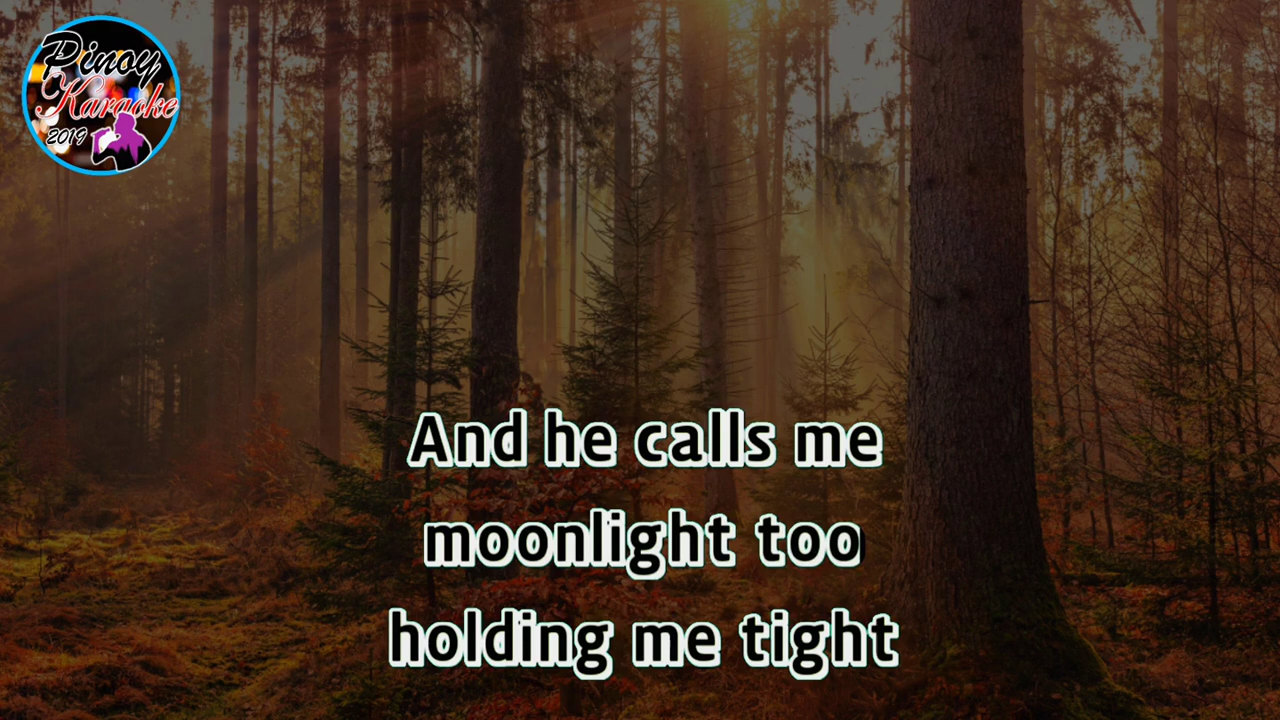 Pinoy
Karaoke
2019
And he calls me
moonlight too
holding me tight